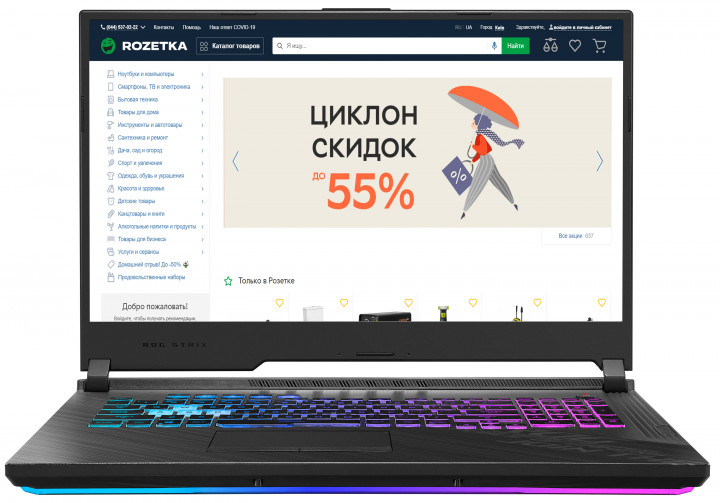 (044) 537-02-22 Контакты Помощь Наш ответ COVID-19
RU UA Город Київ Здравствуйте, войдите в личный кабинет
ROZETKA Каталог товаров Я ищу... Найти
Ноутбуки и компьютеры
Смартфоны, ТВ и электроника
Бытовая техника
Товары для дома
Инструменты и автотовары
Сантехника и ремонт
Дача, сад и огород
Спорт и увлечения
Одежда, обувь и украшения
Красота и здоровье
Детские товары
Канцтовары и книги
Алкогольные напитки и продукты
Товары для бизнеса
Услуги и сервисы
Домашней отрыв! До -50%
Продовольственные наборы
Добро пожаловать!
Войдите, чтобы получать рекомендации,
ЦИКЛОН
СКИДОК
ДО 55%
%
Все акции 637
Только в Розетке
ROG STRIX